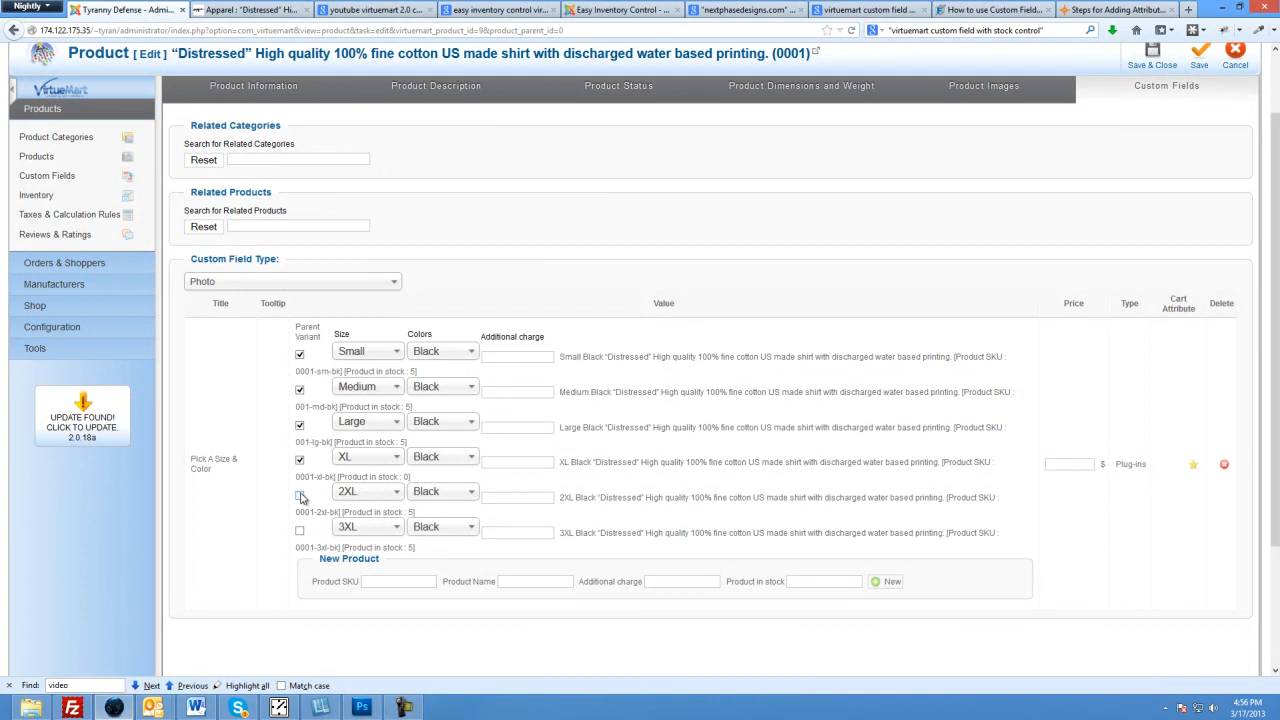 Nightly
Tyranny Defense - Admini...
Apparel : "Distressed" Hi...
youtube virtuemart 2.0 c...
easy inventory control vir...
Easy Inventory Control - ...
"nextphasedesigns.com"...
virtuemart custom field ...
How to use Custom Field...
Steps for Adding Attribut...
174.122.175.35/~tyran/administrator/index.php?option=com_virtuemart&view=product&task=edit&virtuemart_product_id=9&product_parent_id=0
"virtuemart custom field with stock control"
Product [ Edit ] “Distressed” High quality 100% fine cotton US made shirt with discharged water based printing. (0001)
Save & Close Save Cancel
VirtueMart
Products
Product Categories
Products
Custom Fields
Inventory
Taxes & Calculation Rules
Reviews & Ratings
Orders & Shoppers
Manufacturers
Shop
Configuration
Tools
UPDATE FOUND!
CLICK TO UPDATE.
2.0.18a
Product Information Product Description Product Status Product Dimensions and Weight Product Images Custom Fields
Related Categories
Search for Related Categories
Reset
Related Products
Search for Related Products
Reset
Custom Field Type:
Photo
Title Tooltip Value Price Type Cart Attribute Delete
Pick A Size &
Color
Parent
Variant
Size Colors Additional charge
Small Black Small Black “Distressed” High quality 100% fine cotton US made shirt with discharged water based printing. [Product SKU :
0001-sm-bk] [Product in stock : 5]
Medium Black Medium Black “Distressed” High quality 100% fine cotton US made shirt with discharged water based printing. [Product SKU :
001-md-bk] [Product in stock : 5]
Large Black Large Black “Distressed” High quality 100% fine cotton US made shirt with discharged water based printing. [Product SKU :
001-lg-bk] [Product in stock : 5]
XL Black XL Black “Distressed” High quality 100% fine cotton US made shirt with discharged water based printing. [Product SKU :
0001-xl-bk] [Product in stock : 0]
2XL Black 2XL Black “Distressed” High quality 100% fine cotton US made shirt with discharged water based printing. [Product SKU :
0001-2xl-bk] [Product in stock : 5]
3XL Black 3XL Black “Distressed” High quality 100% fine cotton US made shirt with discharged water based printing. [Product SKU :
0001-3xl-bk] [Product in stock : 5]
$ Plug-ins
New Product
Product SKU Product Name Additional charge Product in stock New
Find: video Next Previous Highlight all Match case
4:56 PM
3/17/2013